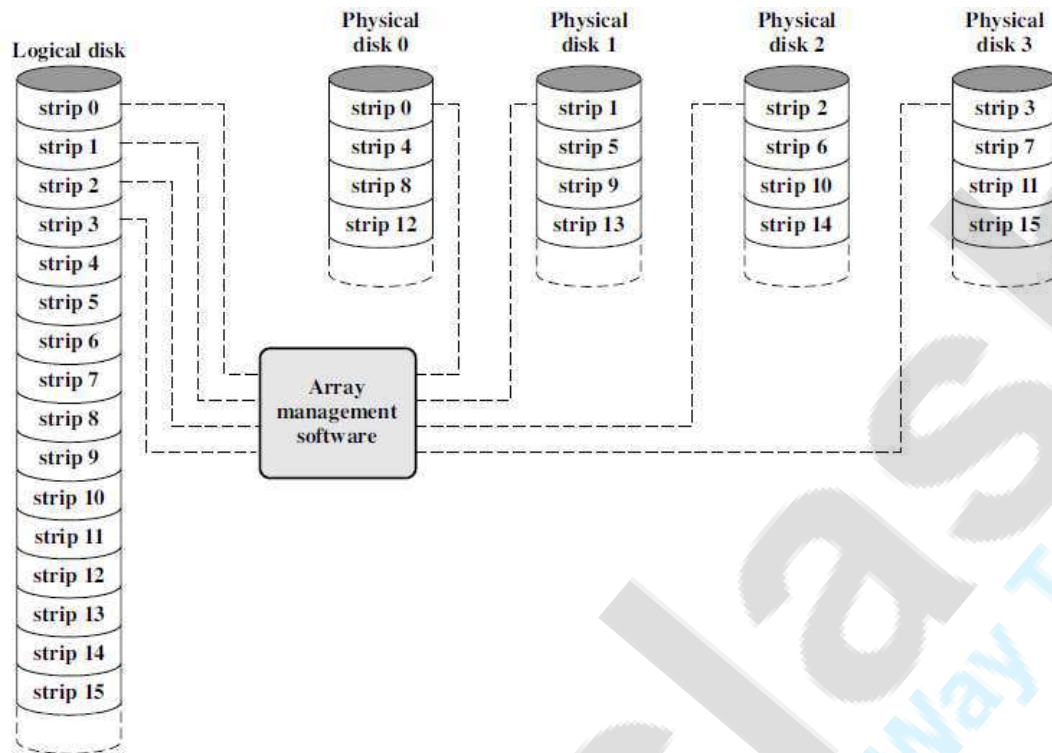 Logical disk
strip 0
strip 1
strip 2
strip 3
strip 4
strip 5
strip 6
strip 7
strip 8
strip 9
strip 10
strip 11
strip 12
strip 13
strip 14
strip 15
Physical
disk 0
strip 0
strip 4
strip 8
strip 12
Physical
disk 1
strip 1
strip 5
strip 9
strip 13
Physical
disk 2
strip 2
strip 6
strip 10
strip 14
Physical
disk 3
strip 3
strip 7
strip 11
strip 15
Array
management
software
Way